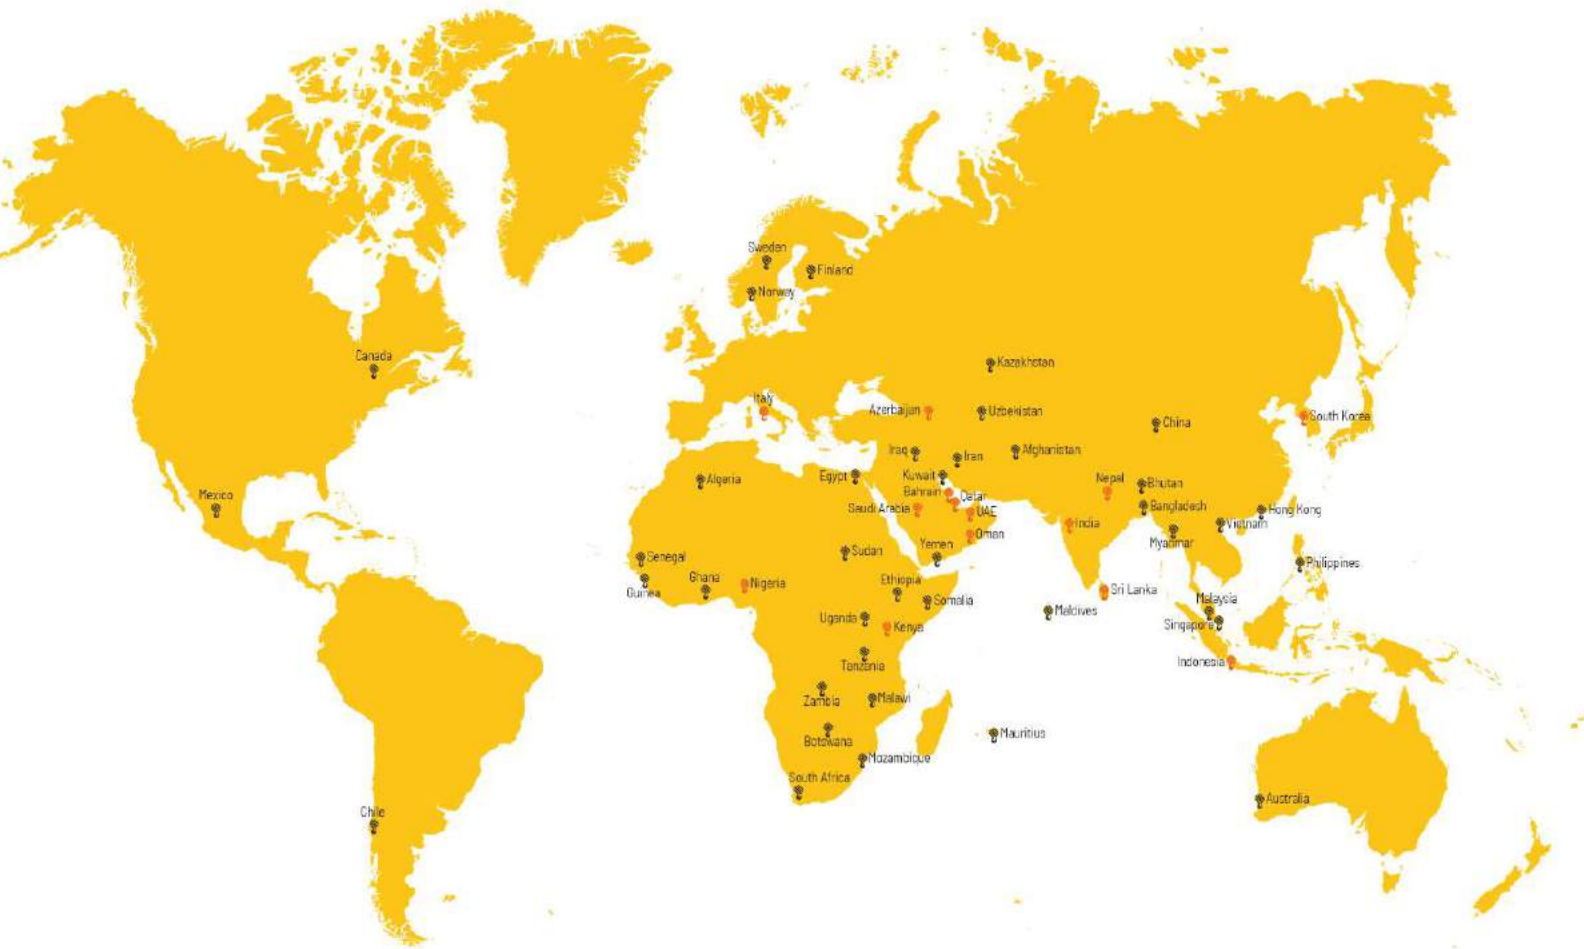 Sweden
Finland
Norway
Canada
Kazakhstan
Italy
Azerbaijan
Uzbekistan
South Korea
China
Iraq
Iran
Afghanistan
Mexico
Algeria
Egypt
Kuwait
Nepal
Bhutan
Bahrain
Qatar
Saudi Arabia
UAE
Bangladesh
Hong Kong
India
Vietnam
Oman
Myanmar
Yemen
Senegal
Sudan
Philippines
Ghana
Nigeria
Ethiopia
Guinea
Somalia
Sri Lanka
Malaysia
Maldives
Uganda
Kenya
Singapore
Tanzania
Indonesia
Zambia
Malawi
Mauritius
Botswana
Mozambique
South Africa
Australia
Chile